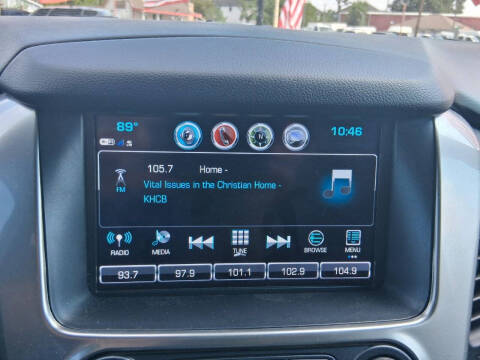 89°
10:46
105.7 Home -
Vital Issues in the Christian Home -
KHCB
FM
RADIO MEDIA TUNE BROWSE MENU
93.7 97.9 101.1 102.9 104.9